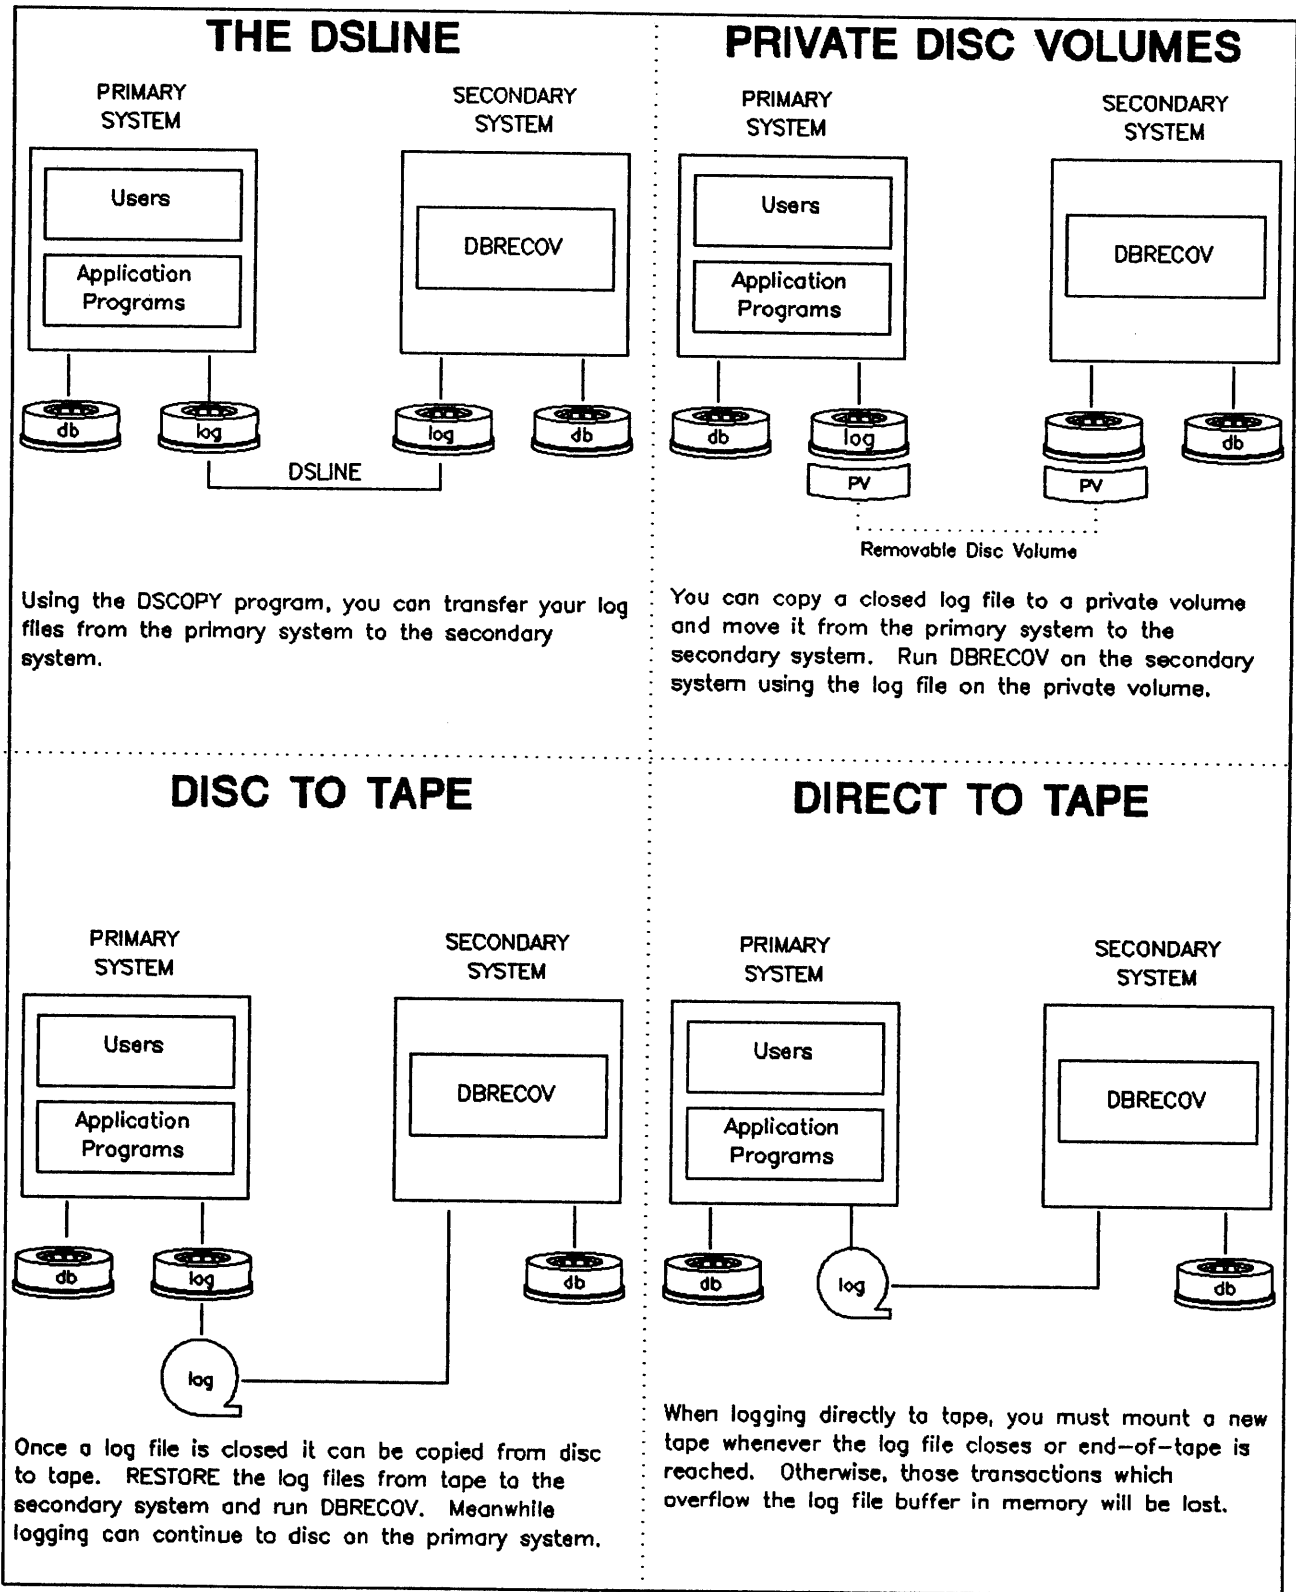 THE DSLINE
PRIMARY
SYSTEM
SECONDARY
SYSTEM
Users
Application
Programs
DBRECOV
db
log
log
db
DSLINE
Using the DSCOPY program, you can transfer your log
files from the primary system to the secondary
system.
PRIVATE DISC VOLUMES
PRIMARY
SYSTEM
SECONDARY
SYSTEM
Users
Application
Programs
DBRECOV
db
log
db
PV
PV
Removable Disc Volume
You can copy a closed log file to a private volume
and move it from the primary system to the
secondary system. Run DBRECOV on the secondary
system using the log file on the private volume.
DISC TO TAPE
PRIMARY
SYSTEM
SECONDARY
SYSTEM
Users
Application
Programs
DBRECOV
db
log
db
log
Once a log file is closed it can be copied from disc
to tape. RESTORE the log files from tape to the
secondary system and run DBRECOV. Meanwhile
logging can continue to disc on the primary system.
DIRECT TO TAPE
PRIMARY
SYSTEM
SECONDARY
SYSTEM
Users
Application
Programs
DBRECOV
db
log
db
When logging directly to tape, you must mount a new
tape whenever the log file closes or end-of-tape is
reached. Otherwise, those transactions which
overflow the log file buffer in memory will be lost.